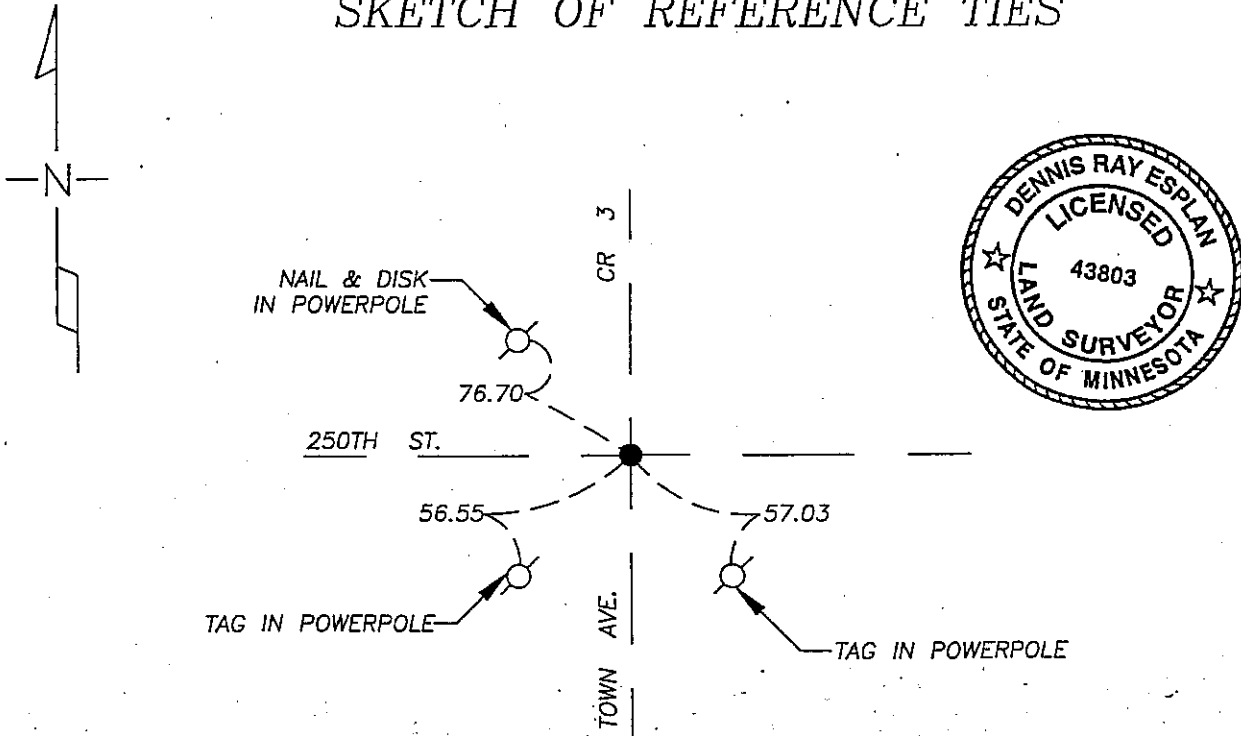 SKETCH OF REFERENCE TIES
N
DENNIS RAY ESPLAN
LICENSED
43803
LAND SURVEYOR
STATE OF MINNESOTA
CR 3
NAIL & DISK
IN POWERPOLE
76.70
250TH ST.
56.55
57.03
TAG IN POWERPOLE
TOWN AVE.
TAG IN POWERPOLE